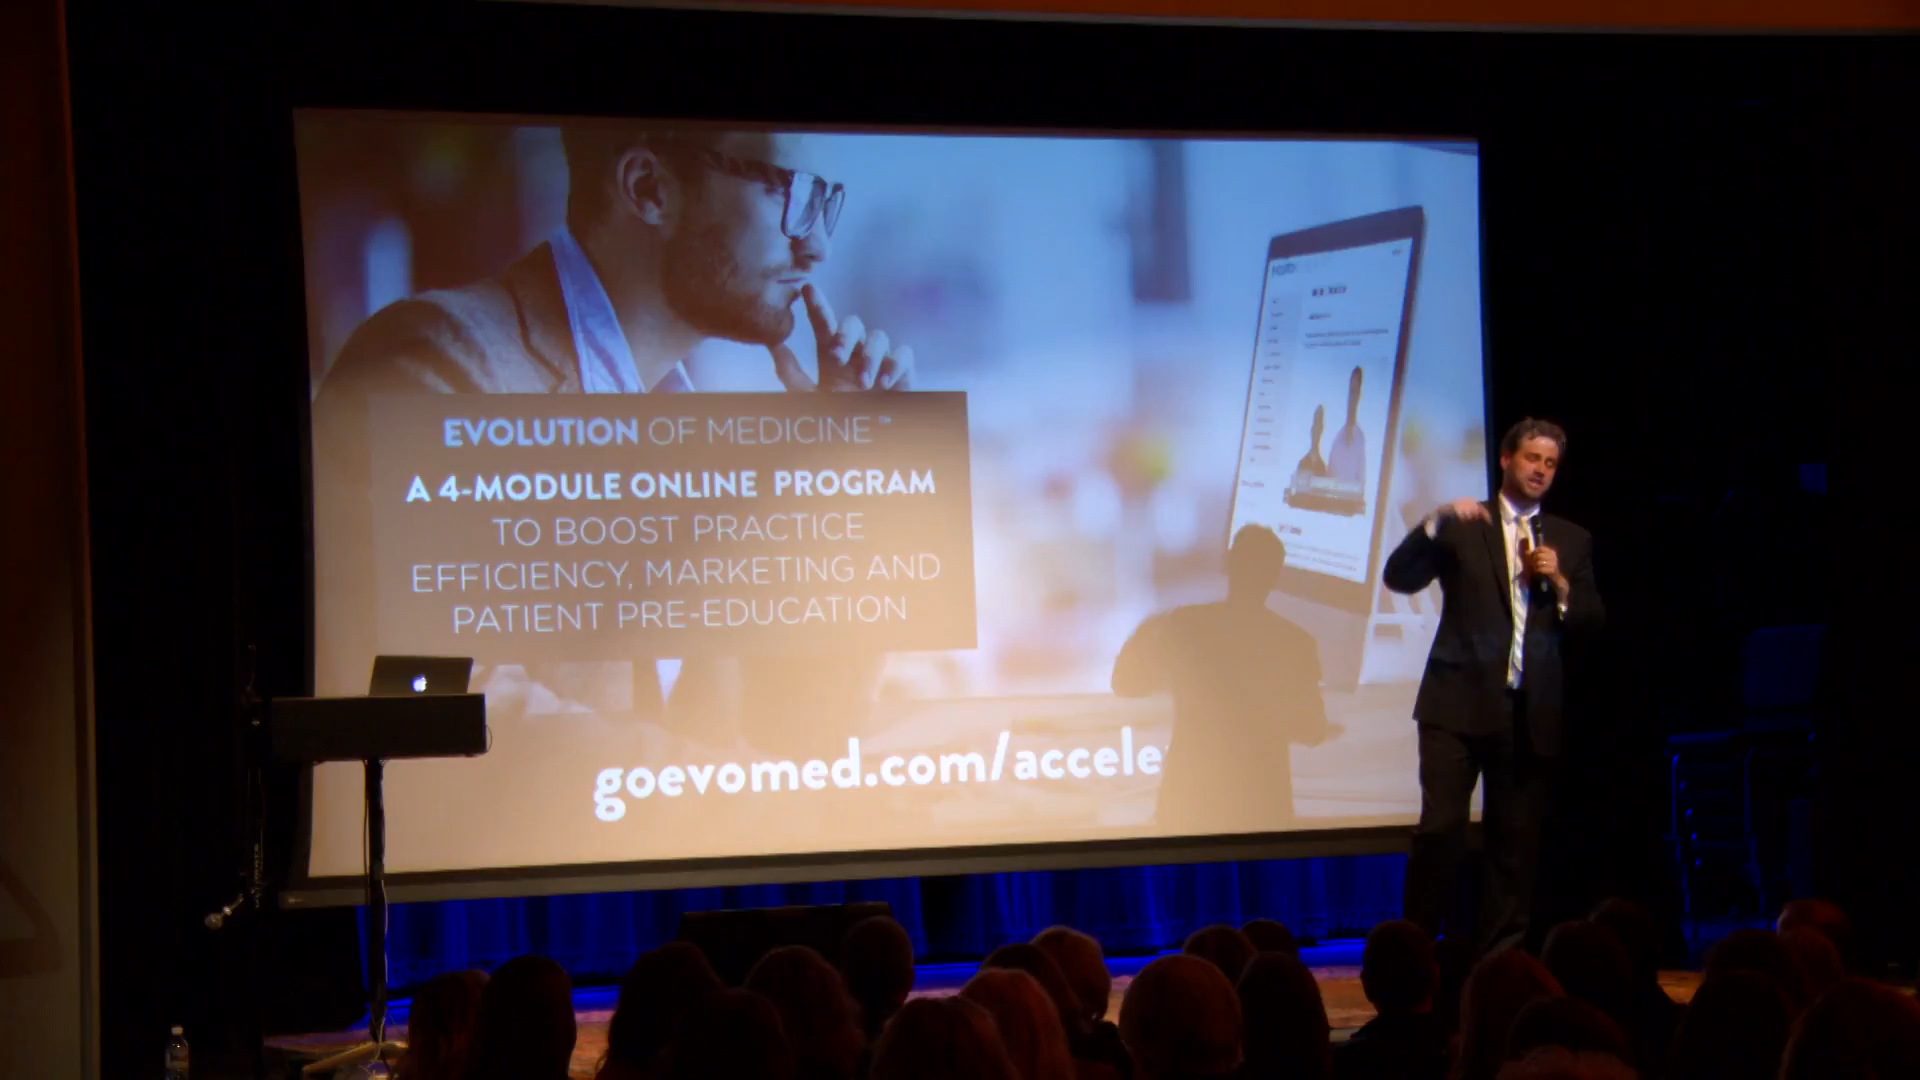 EVOLUTION OF MEDICINE™
A 4-MODULE ONLINE PROGRAM
TO BOOST PRACTICE
EFFICIENCY, MARKETING AND
PATIENT PRE-EDUCATION
goevomed.com/accele